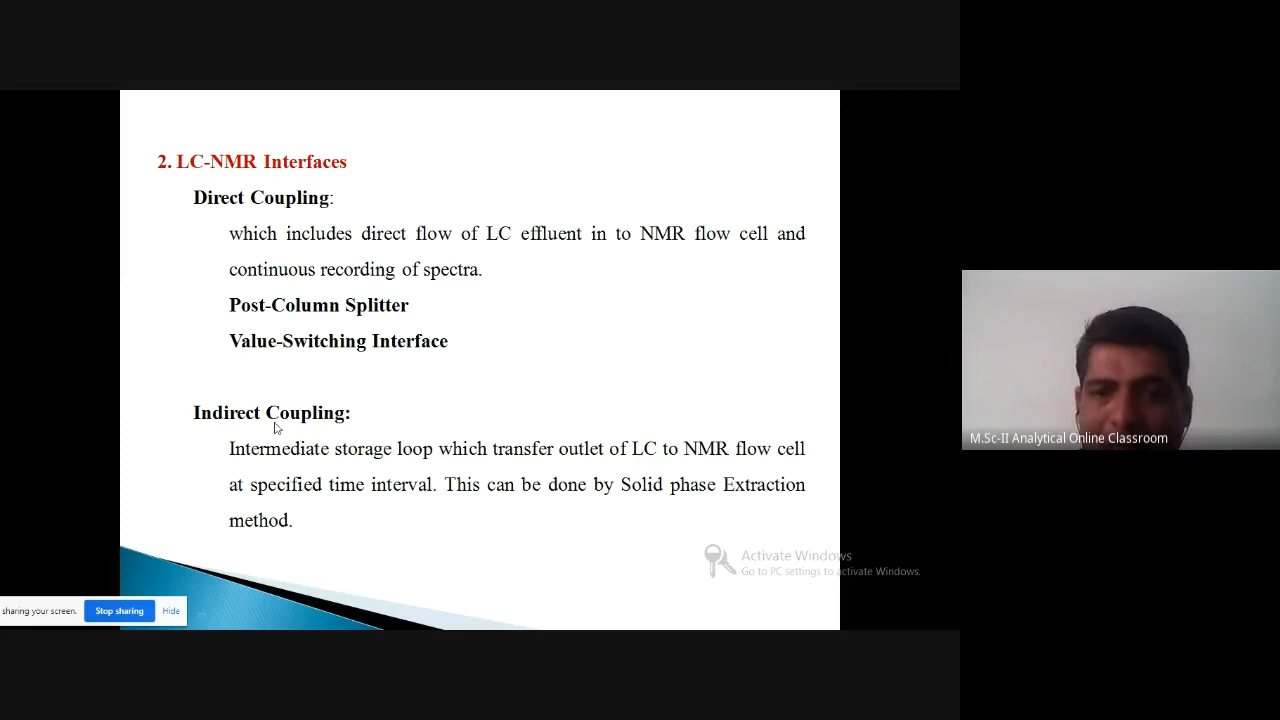 2. LC-NMR Interfaces
Direct Coupling:
which includes direct flow of LC effluent in to NMR flow cell and
continuous recording of spectra.
Post-Column Splitter
Value-Switching Interface
Indirect Coupling:
Intermediate storage loop which transfer outlet of LC to NMR flow cell
at specified time interval. This can be done by Solid phase Extraction
method.
Activate Windows
Go to PC settings to activate Windows.
sharing your screen. Stop sharing Hide
M.Sc-II Analytical Online Classroom